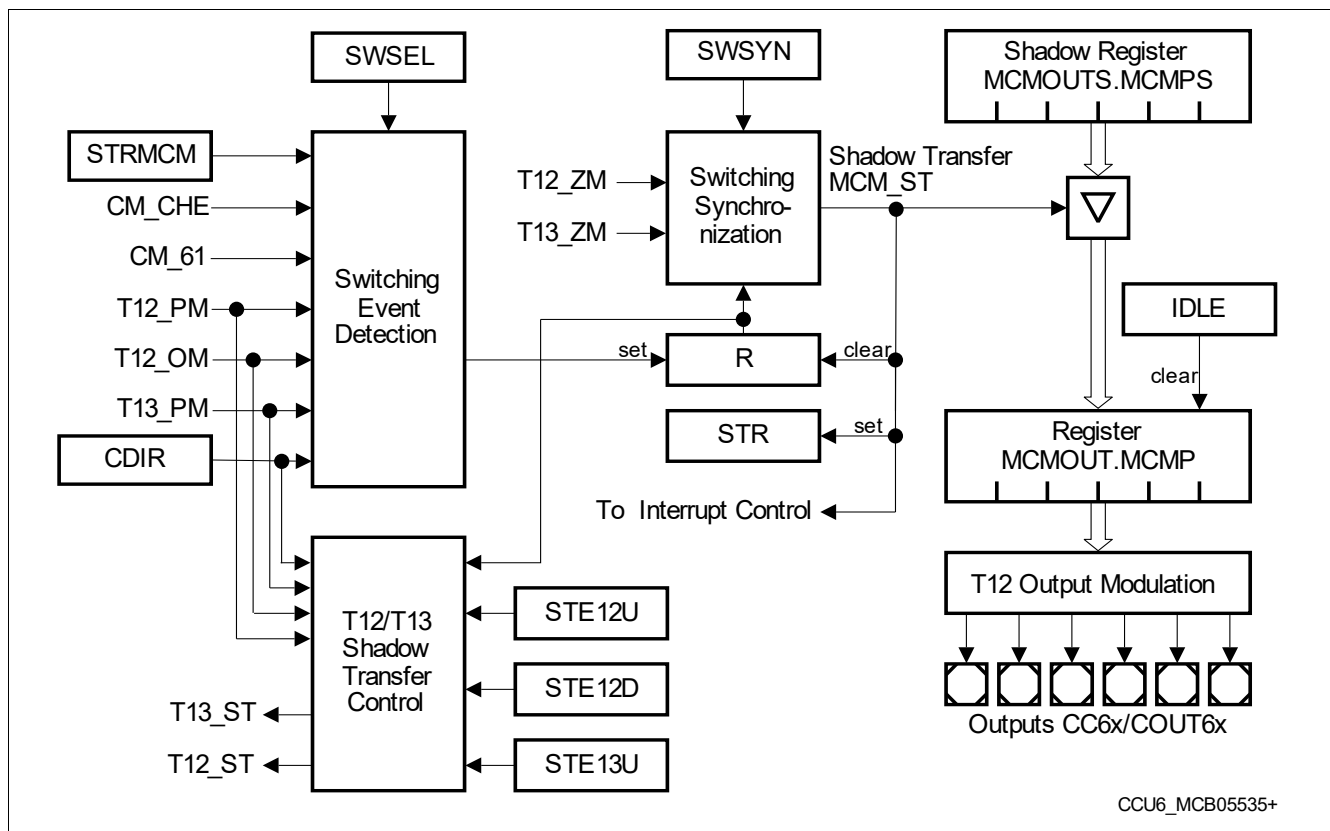 SWSEL
SWSYN
Shadow Register
MCMOUTS.MCMPS
STRMCM
CM_CHE
CM_61
T12_PM
T12_OM
T13_PM
CDIR
Switching
Event
Detection
T12_ZM
T13_ZM
Switching
Synchro-
nization
Shadow Transfer
MCM_ST
IDLE
clear
set
R
clear
STR
set
To Interrupt Control
Register
MCMOUT.MCMP
T12/T13
Shadow
Transfer
Control
STE12U
STE12D
STE13U
T13_ST
T12_ST
T12 Output Modulation
Outputs CC6x/COUT6x
CCU6_MCB05535+